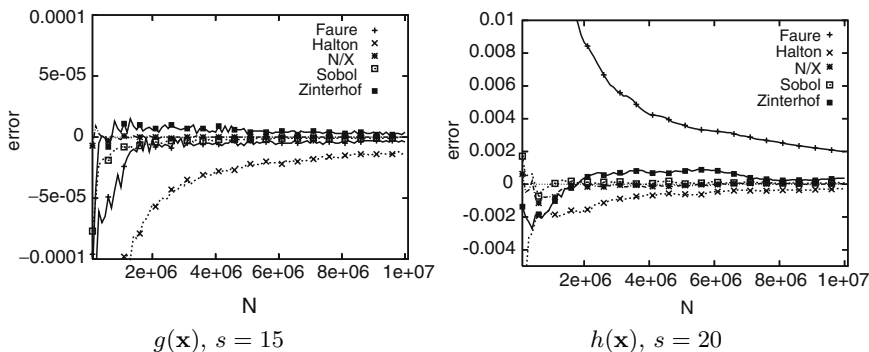 0.0001
5e-05
0
−5e-05
−0.0001
error
Faure
Halton
N/X
Sobol
Zinterhof
2e+06 4e+06 6e+06 8e+06 1e+07
N
g(x), s = 15
0.01
0.008
0.006
0.004
0.002
0
-0.002
-0.004
error
Faure
Halton
N/X
Sobol
Zinterhof
2e+06 4e+06 6e+06 8e+06 1e+07
N
h(x), s = 20